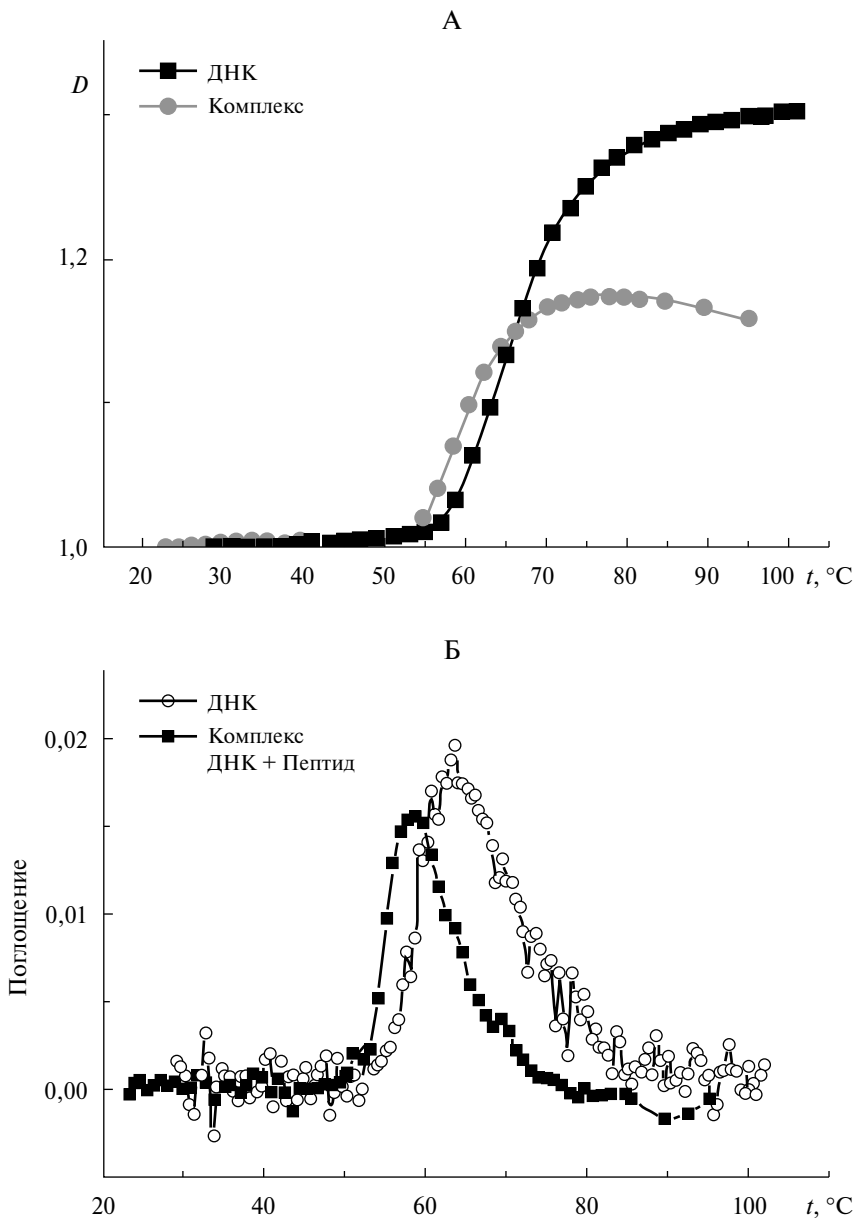 А
D
ДНК
Комплекс
1,2
1,0
20 30 40 50 60 70 80 90 100 t, °C
Б
ДНК
Комплекс
ДНК + Пептид
0,02
0,01
0,00
Поглощение
20 40 60 80 100 t, °C